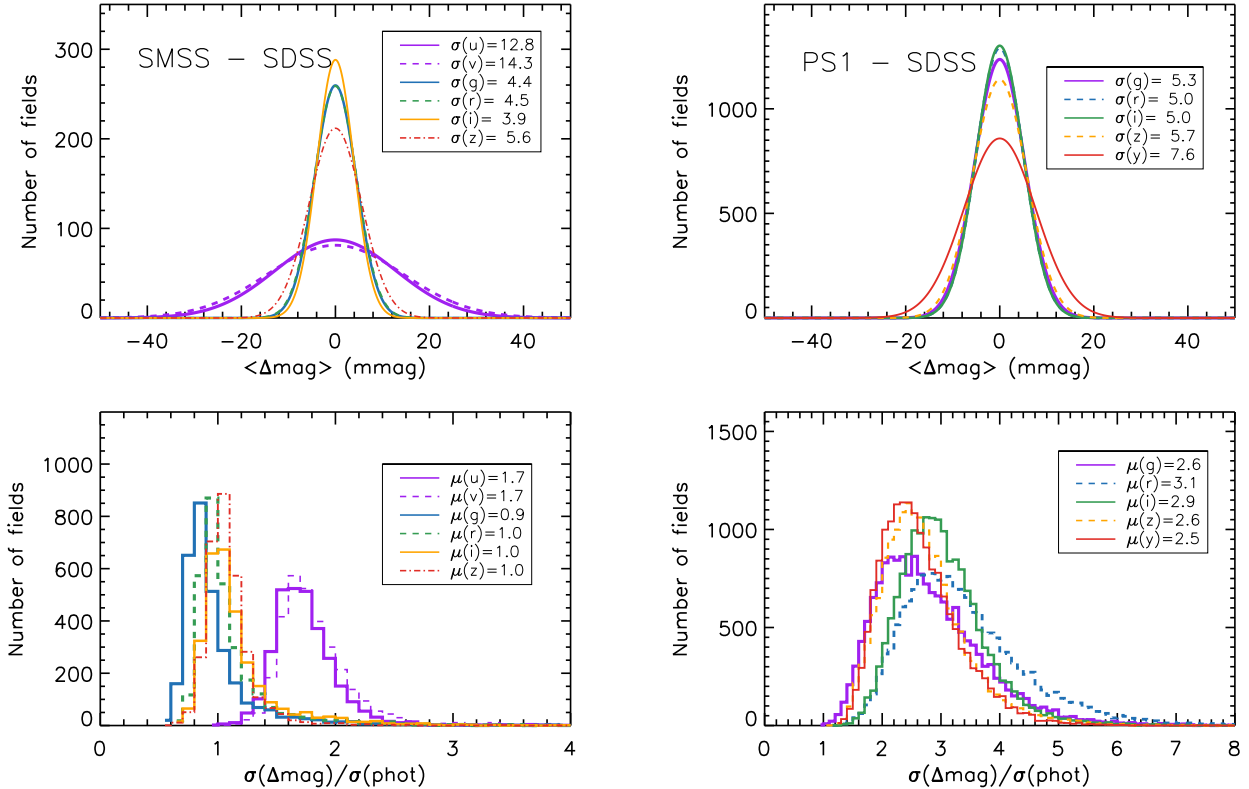 SMSS – SDSS
σ(u)=12.8
σ(v)=14.3
σ(g)= 4.4
σ(r)= 4.5
σ(i)= 3.9
σ(z)= 5.6
Number of fields
300
200
100
0
−40 −20 0 20 40
<Δmag> (mmag)
PS1 – SDSS
σ(g)= 5.3
σ(r)= 5.0
σ(i)= 5.0
σ(z)= 5.7
σ(y)= 7.6
Number of fields
1000
500
0
−40 −20 0 20 40
<Δmag> (mmag)
μ(u)=1.7
μ(v)=1.7
μ(g)=0.9
μ(r)=1.0
μ(i)=1.0
μ(z)=1.0
Number of fields
1000
800
600
400
200
0
0 1 2 3 4
σ(Δmag)/σ(phot)
μ(g)=2.6
μ(r)=3.1
μ(i)=2.9
μ(z)=2.6
μ(y)=2.5
Number of fields
1500
1000
500
0
0 1 2 3 4 5 6 7 8
σ(Δmag)/σ(phot)